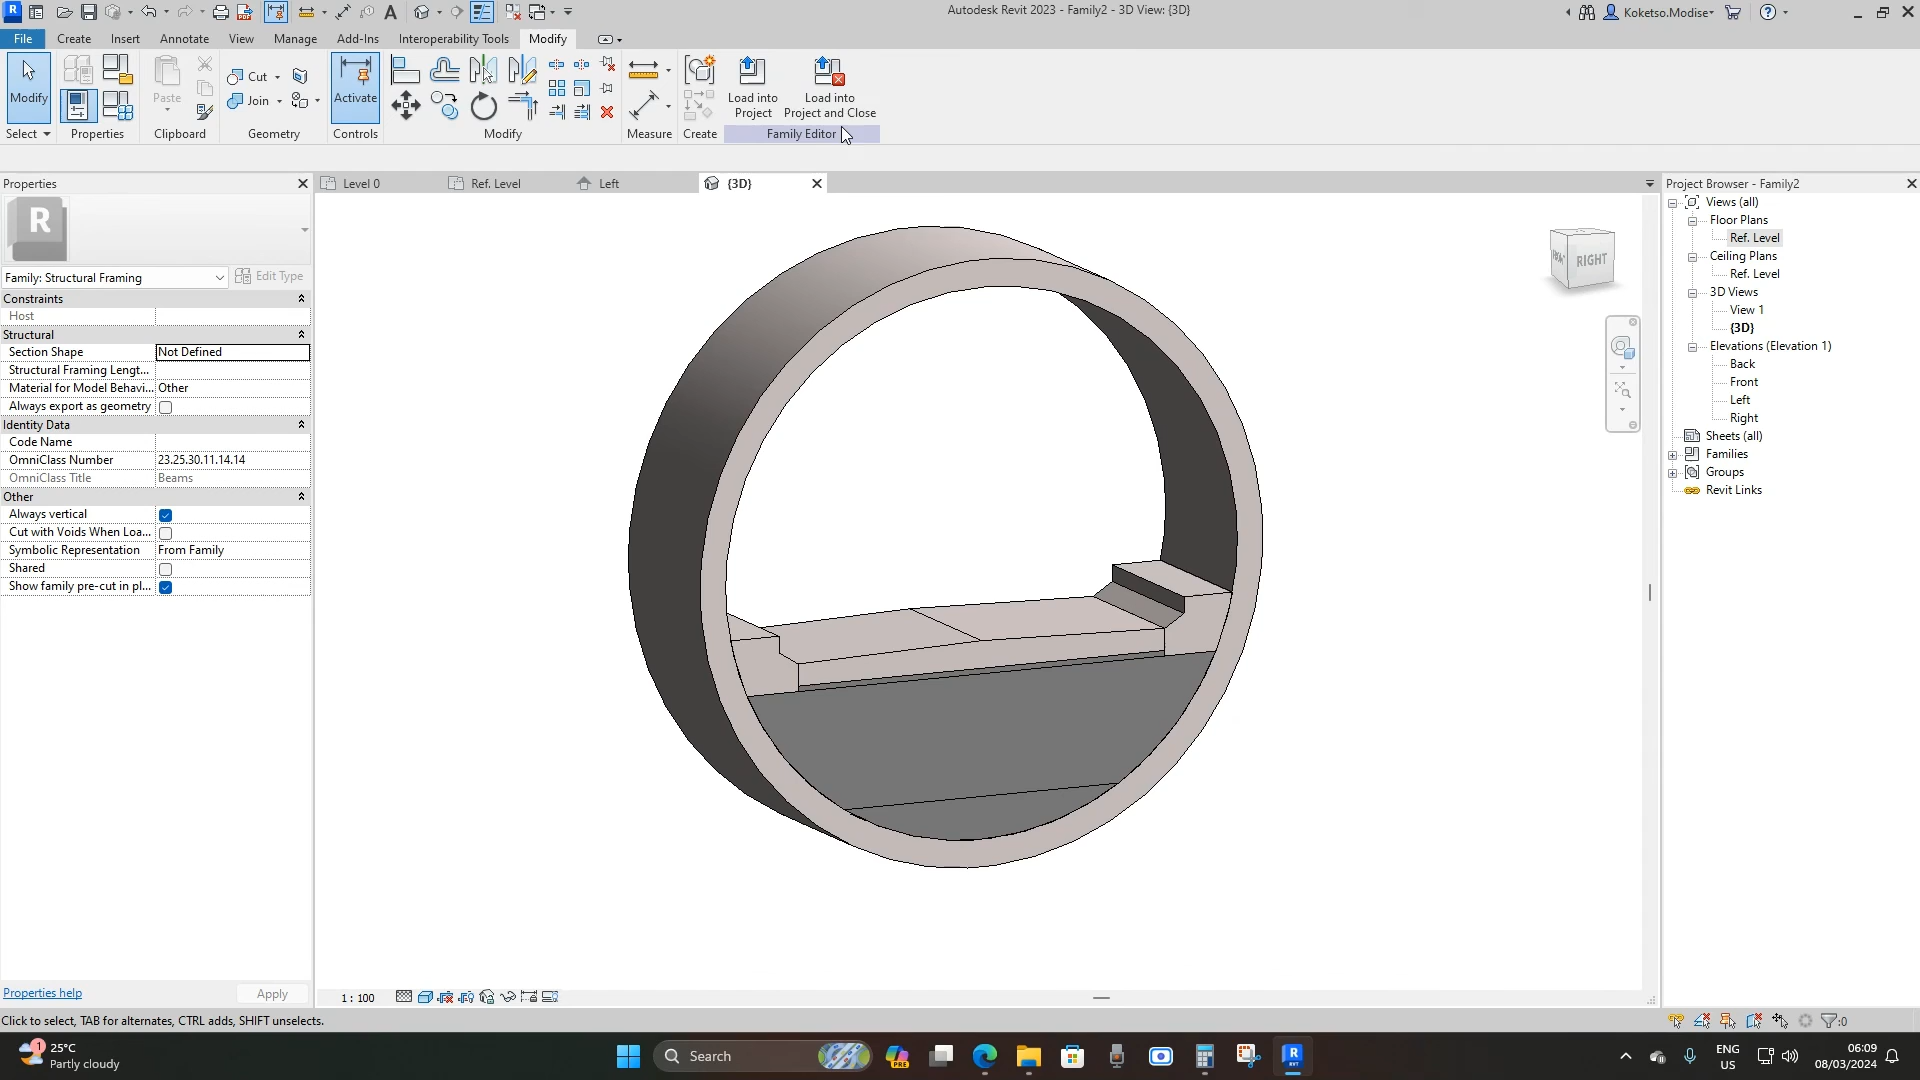 Autodesk Revit 2023 - Family2 - 3D View: {3D}
Koketso.Modise
File Create Insert Annotate View Manage Add-Ins Interoperability Tools Modify
Modify
Paste
Cut
Join
Activate
Load into
Project
Load into
Project and Close
Select Properties Clipboard Geometry Controls Modify Measure Create Family Editor
Properties
R
Family: Structural Framing
Edit Type
Constraints
Host
Structural
Section Shape Not Defined
Structural Framing Lengt...
Material for Model Behavi... Other
Always export as geometry
Identity Data
Code Name
OmniClass Number 23.25.30.11.14.14
OmniClass Title Beams
Other
Always vertical
Cut with Voids When Loa...
Symbolic Representation From Family
Shared
Show family pre-cut in pl...
Properties help
Apply
Level 0 Ref. Level Left {3D}
RIGHT
Project Browser - Family2
Views (all)
Floor Plans
Ref. Level
Ceiling Plans
Ref. Level
3D Views
View 1
{3D}
Elevations (Elevation 1)
Back
Front
Left
Right
Sheets (all)
Families
Groups
Revit Links
1 : 100
Click to select, TAB for alternates, CTRL adds, SHIFT unselects.
:0
1
25°C
Partly cloudy
Search
PRE
R
ENG
US
06:09
08/03/2024